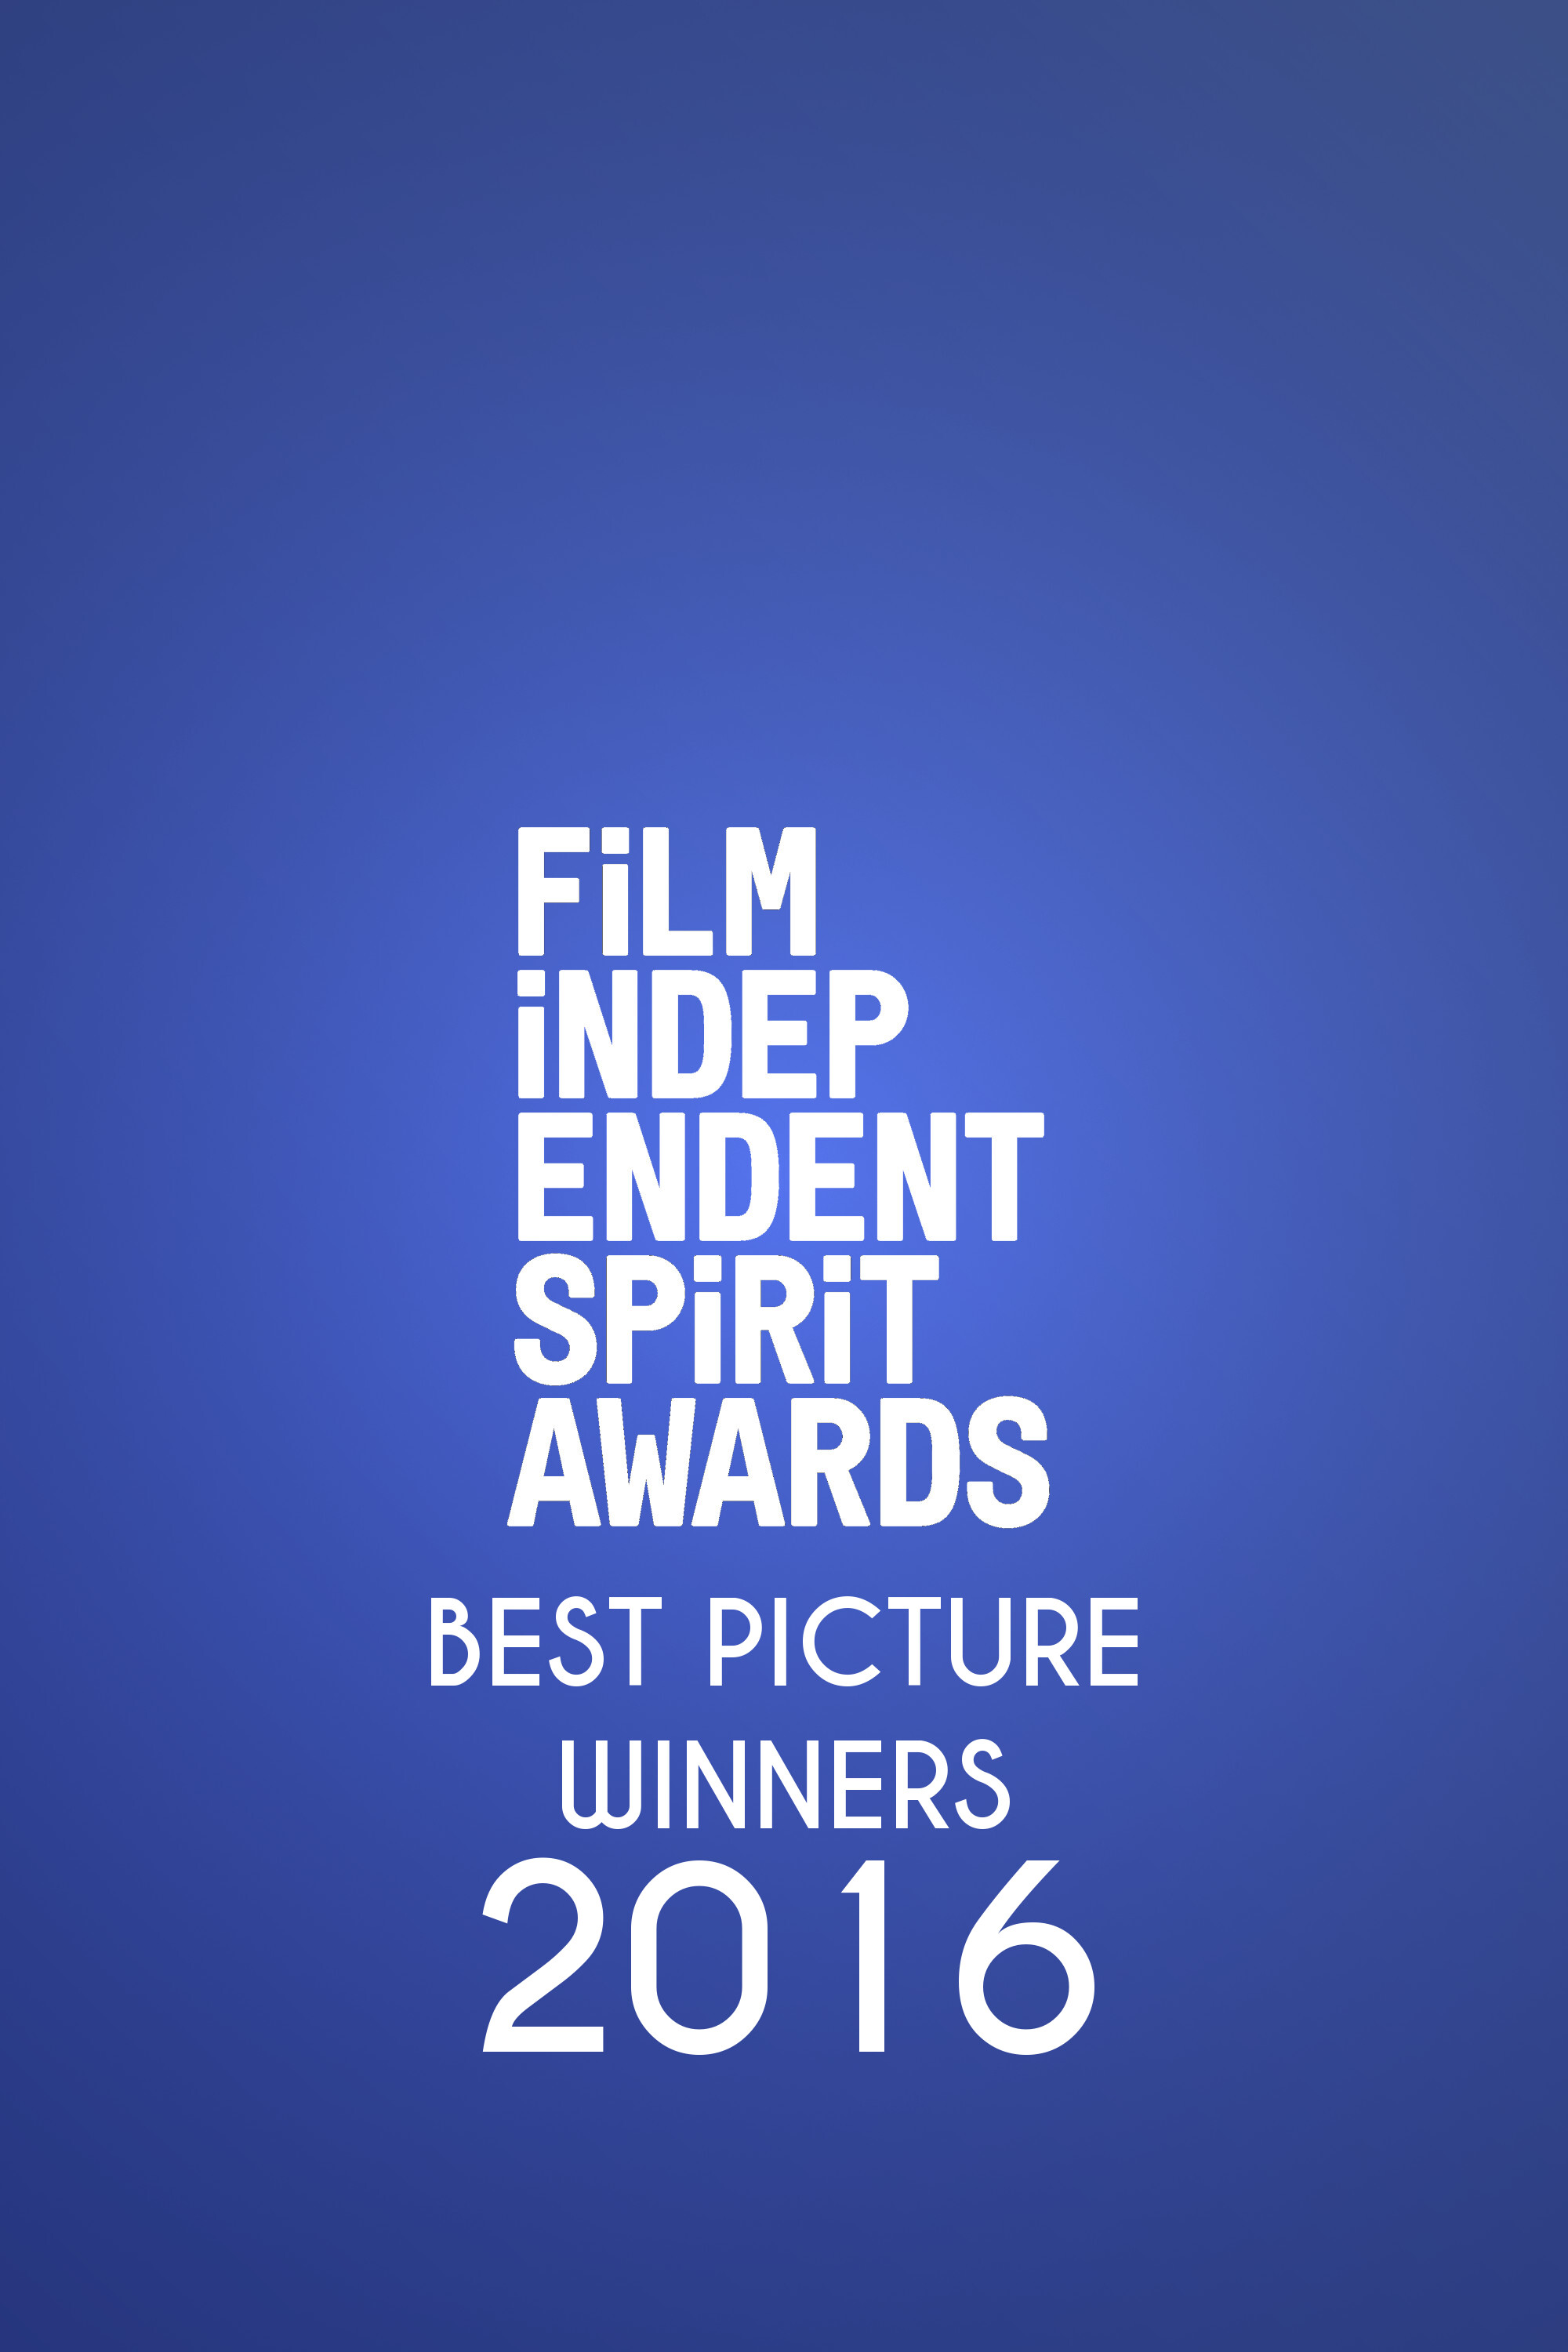 FiLM
iNDEP
ENDENT
SPiRiT
AWARDS
BEST PICTURE
WINNERS
2016